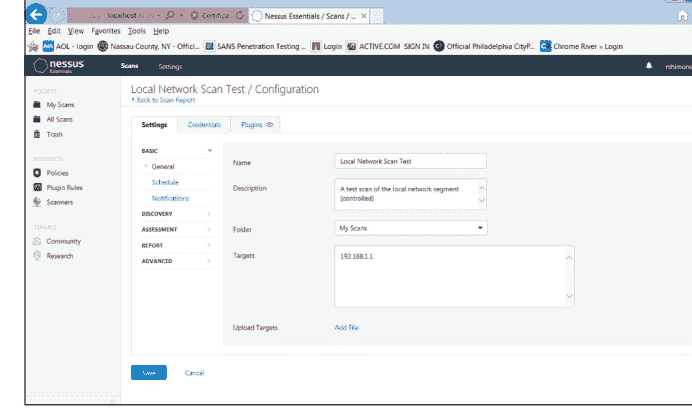 localhost
Certifica...
Nessus Essentials / Scans / ...
File Edit View Favorites Tools Help
AOL - login
Nassau County, NY - Offici...
SANS Penetration Testing ..
Login
ACTIVE.COM SIGN IN
Official Philadelphia CityP...
Chrome River » Login
nessus
Essentials
Scans
Settings
rshimons
FOLDERS
My Scans
All Scans
Trash
RESOURCES
Policies
Plugin Rules
Scanners
TENABLE
Community
Research
Local Network Scan Test / Configuration
Back to Scan Report
Settings
Credentials
Plugins
BASIC
General
Schedule
Notifications
DISCOVERY
ASSESSMENT
REPORT
ADVANCED
Name
Local Network Scan Test
Description
A test scan of the local network segment
(controlled)
Folder
My Scans
Targets
192.168.1.1
Upload Targets
Add File
Save
Cancel